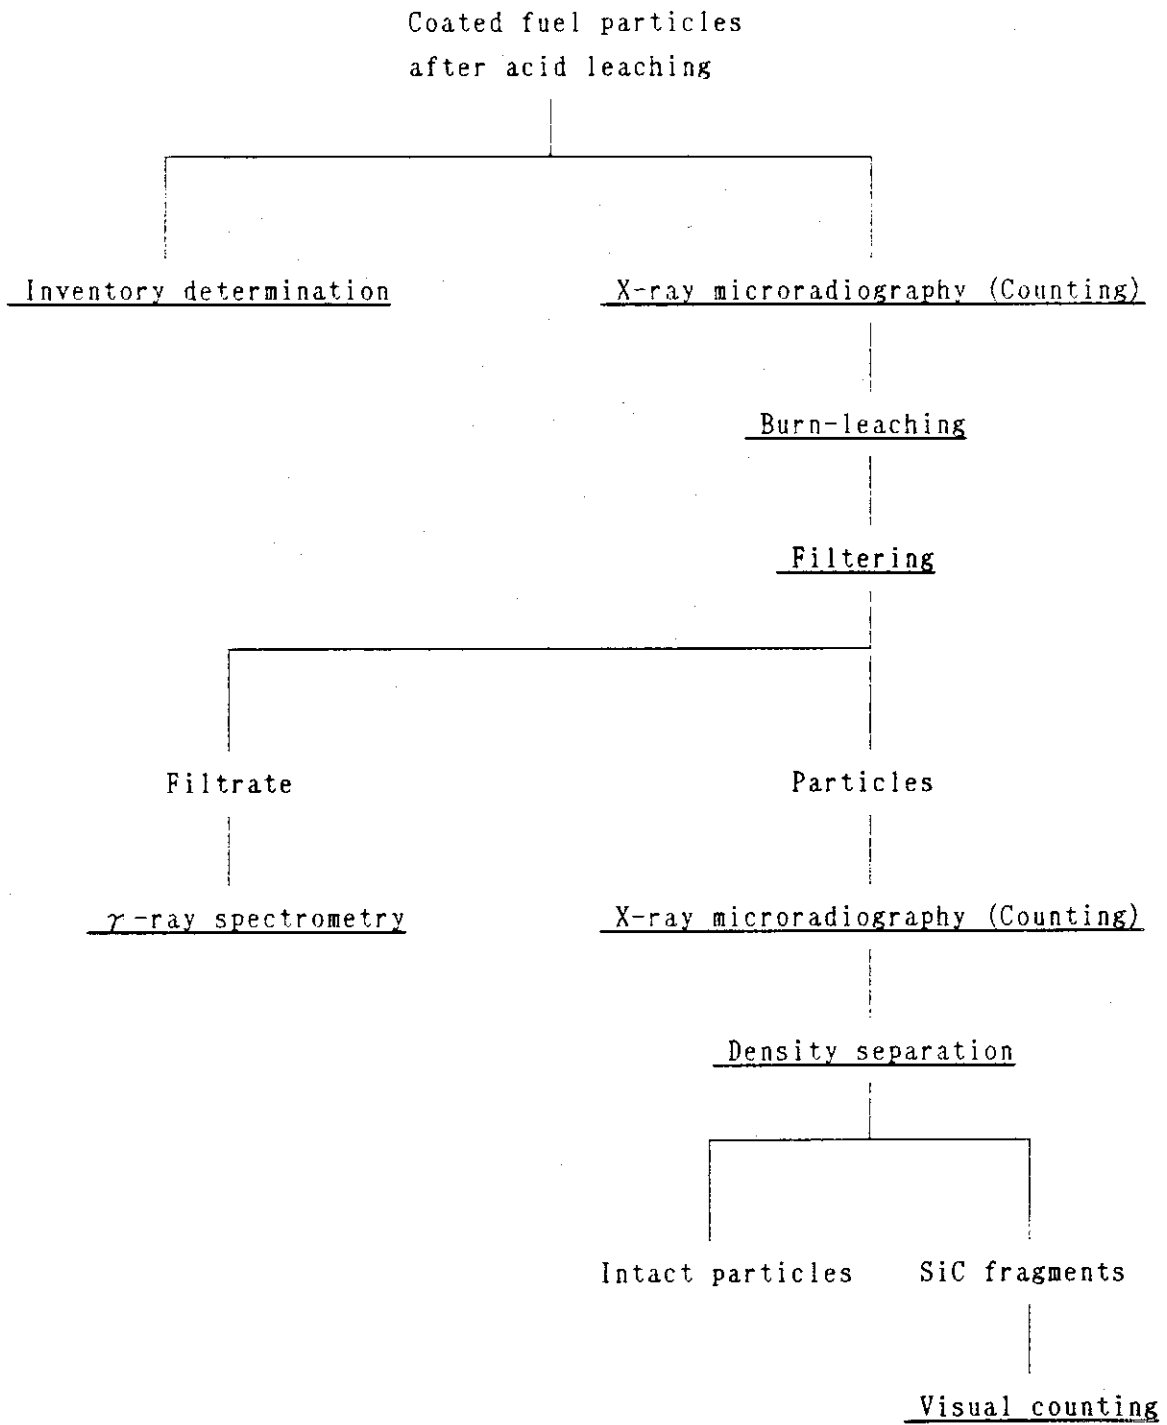 Coated fuel particles
after acid leaching
Inventory determination
X-ray microradiography (Counting)
Burn-leaching
Filtering
Filtrate
Particles
γ-ray spectrometry
X-ray microradiography (Counting)
Density separation
Intact particles
SiC fragments
Visual counting